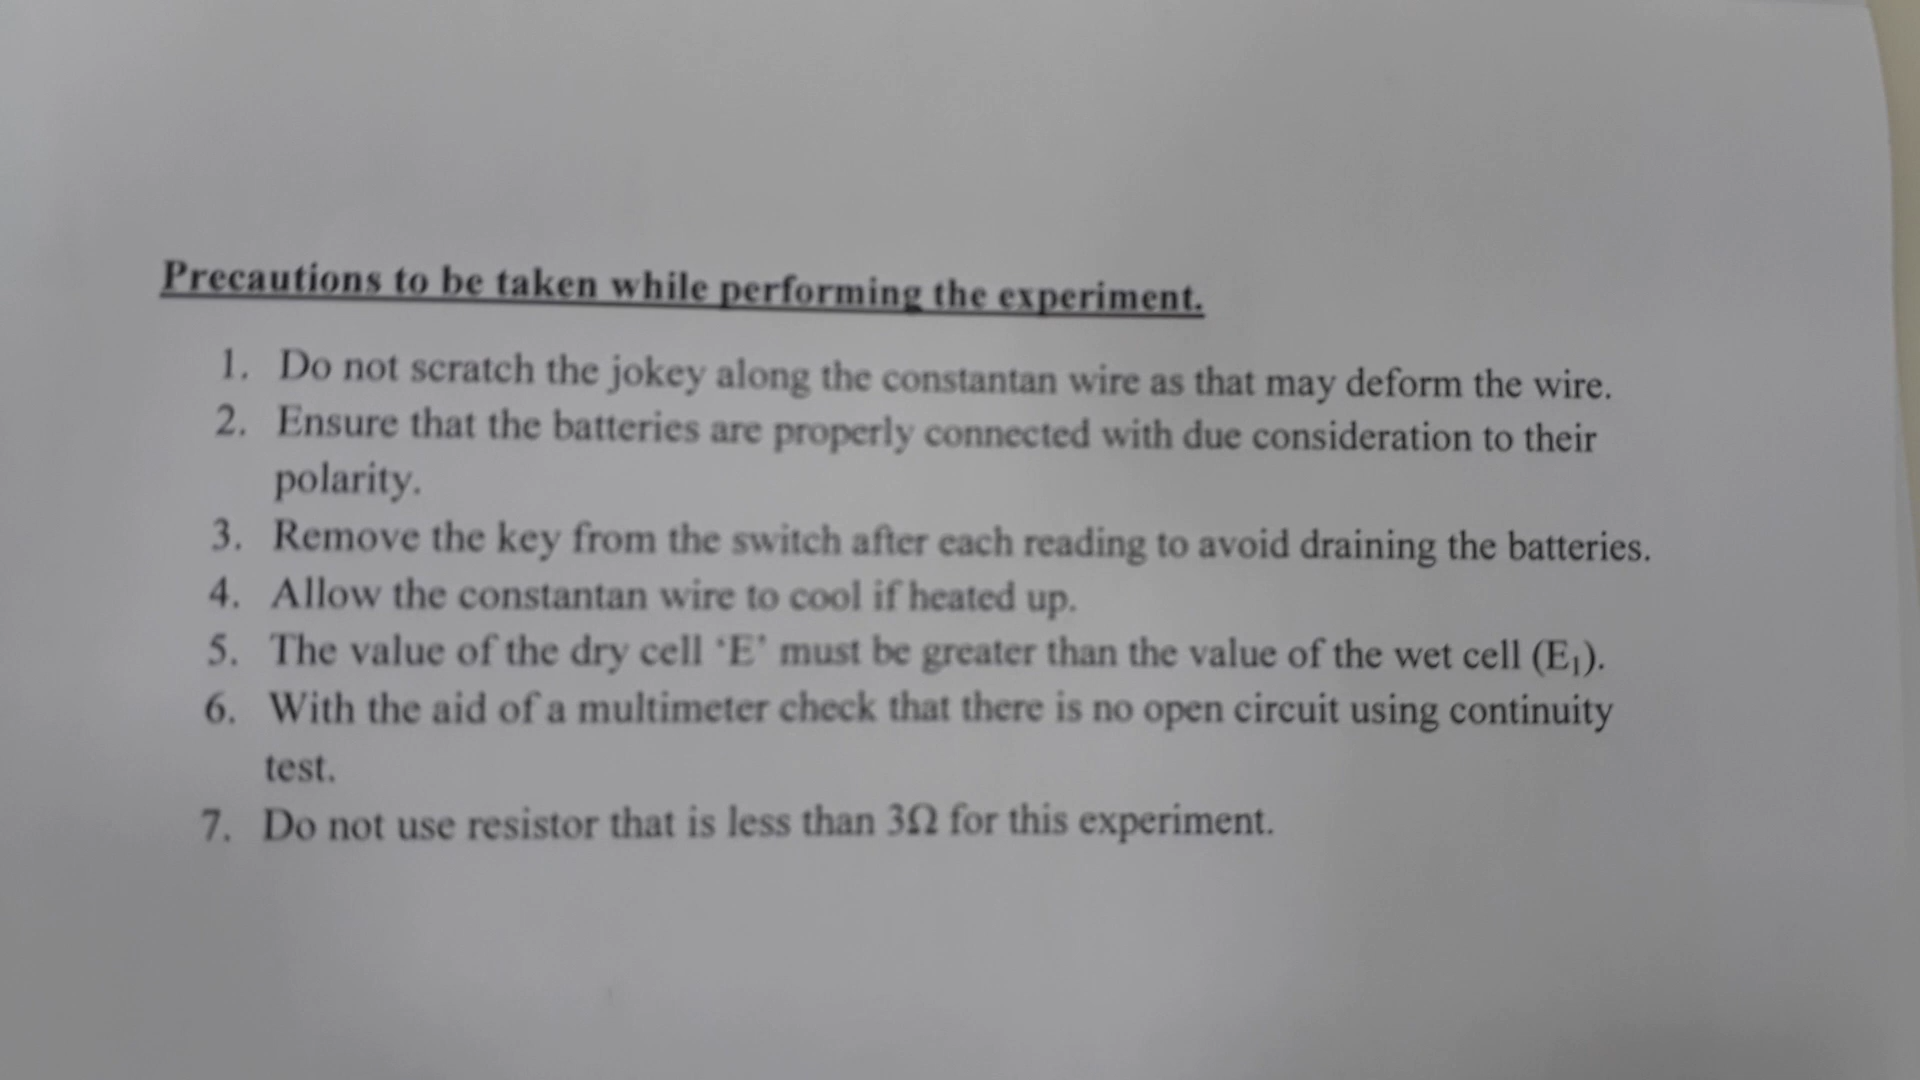 Precautions to be taken while performing the experiment.
1. Do not scratch the jokey along the constantan wire as that may deform the wire.
2. Ensure that the batteries are properly connected with due consideration to their
polarity.
3. Remove the key from the switch after each reading to avoid draining the batteries.
4. Allow the constantan wire to cool if heated up.
5. The value of the dry cell ‘E’ must be greater than the value of the wet cell (E₁).
6. With the aid of a multimeter check that there is no open circuit using continuity
test.
7. Do not use resistor that is less than 3Ω for this experiment.